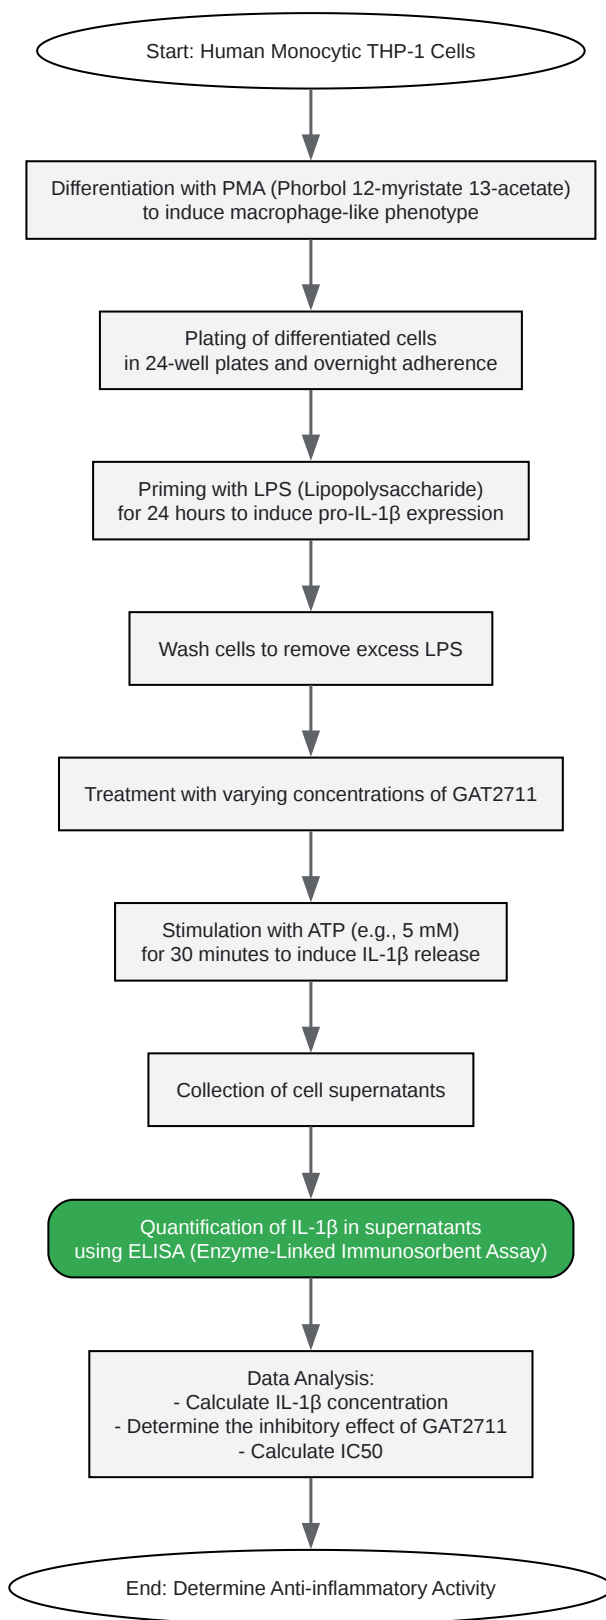 Start: Human Monocytic THP-1 Cells
Differentiation with PMA (Phorbol 12-myristate 13-acetate)
to induce macrophage-like phenotype
Plating of differentiated cells
in 24-well plates and overnight adherence
Priming with LPS (Lipopolysaccharide)
for 24 hours to induce pro-IL-1β expression
Wash cells to remove excess LPS
Treatment with varying concentrations of GAT2711
Stimulation with ATP (e.g., 5 mM)
for 30 minutes to induce IL-1β release
Collection of cell supernatants
Quantification of IL-1β in supernatants
using ELISA (Enzyme-Linked Immunosorbent Assay)
Data Analysis:
- Calculate IL-1β concentration
- Determine the inhibitory effect of GAT2711
- Calculate IC50
End: Determine Anti-inflammatory Activity